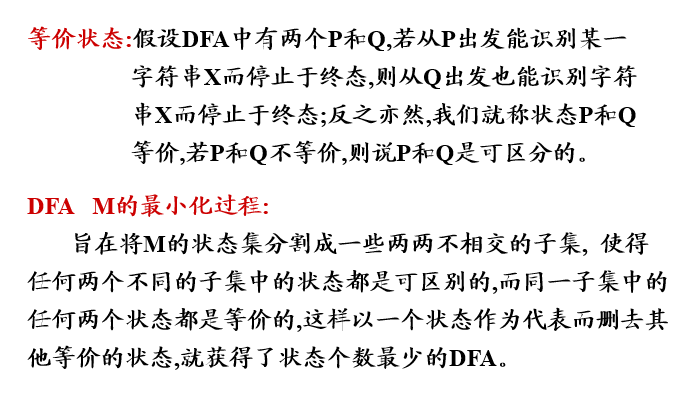 等价状态:假设DFA中有两个P和Q,若从P出发能识别某一
字符串X而停止于终态,则从Q出发也能识别字符
串X而停止于终态;反之亦然,我们就称状态P和Q
等价,若P和Q不等价,则说P和Q是可区分的。
DFA M的最小化过程:
旨在将M的状态集分割成一些两两不相交的子集, 使得
任何两个不同的子集中的状态都是可区别的,而同一子集中的
任何两个状态都是等价的,这样以一个状态作为代表而删去其
他等价的状态,就获得了状态个数最少的DFA。